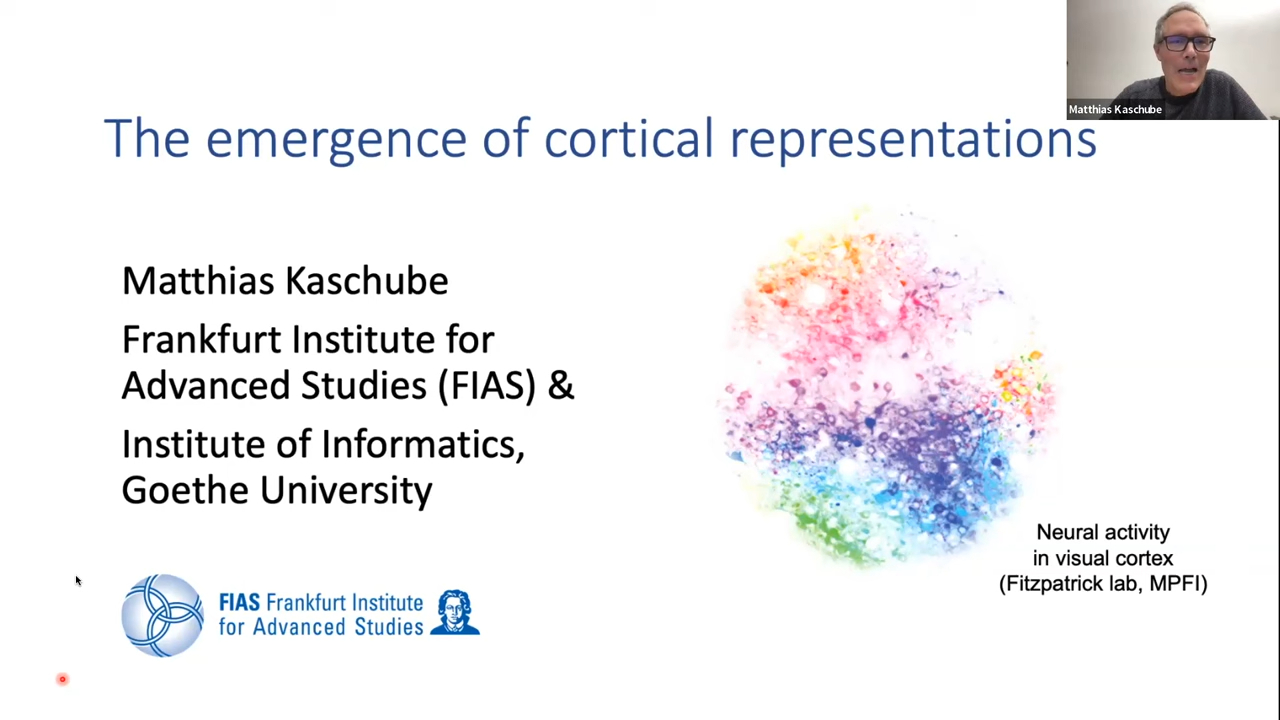 Matthias Kaschube
The emergence of cortical representations
Matthias Kaschube
Frankfurt Institute for
Advanced Studies (FIAS) &
Institute of Informatics,
Goethe University
Neural activity
in visual cortex
(Fitzpatrick lab, MPFI)
FIAS Frankfurt Institute
for Advanced Studies